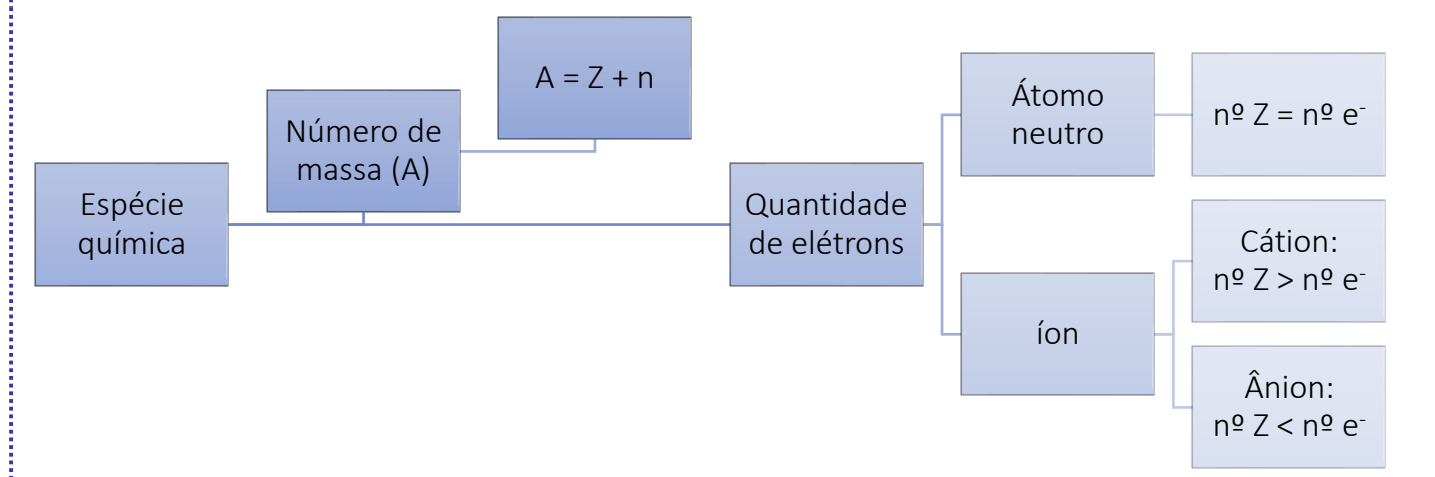 Espécie
química
Número de
massa (A)
A = Z + n
Quantidade
de elétrons
Átomo
neutro
nº Z = nº e⁻
íon
Cátion:
nº Z > nº e⁻
Ânion:
nº Z < nº e⁻